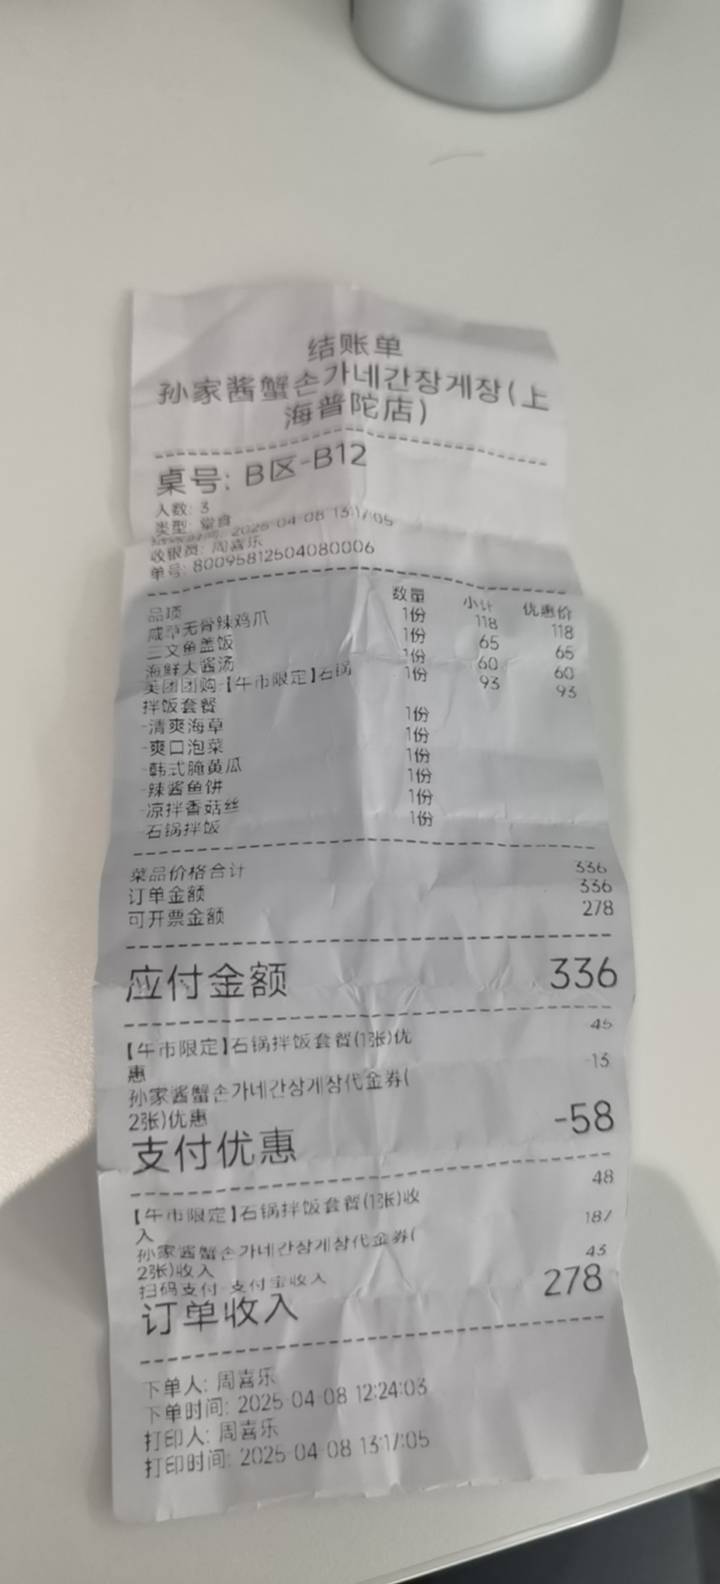 结账单
孙家酱蟹손가네간장게장(上
海普陀店)
桌号: B区-B12
人数: 3
类型: 堂食
2025-04-08 13:17:05
收银员: 周喜乐
单号: 80095812504080006
品项 数量 小计 优惠价
咸草无骨辣鸡爪 1份 118 118
三文鱼盖饭 1份 65 65
海鲜大酱汤 1份 60 60
美团团购-【午市限定】石锅 1份 93 93
拌饭套餐
-清爽海草 1份
-爽口泡菜 1份
-韩式腌黄瓜 1份
-辣酱鱼饼 1份
-凉拌香菇丝 1份
-石锅拌饭 1份
菜品价格合计 336
订单金额 336
可开票金额 278
应付金额 336
【午市限定】石锅拌饭套餐(1张)优 -45
惠
孙家酱蟹손가네간장게장代金券( -13
2张)优惠
支付优惠 -58
【午市限定】石锅拌饭套餐(1张)收 48
入
孙家酱蟹손가네간장게장代金券( 187
2张)收入
扫码支付-支付宝收入 43
订单收入 278
下单人: 周喜乐
下单时间: 2025-04-08 12:24:03
打印人: 周喜乐
打印时间: 2025-04-08 13:17:05